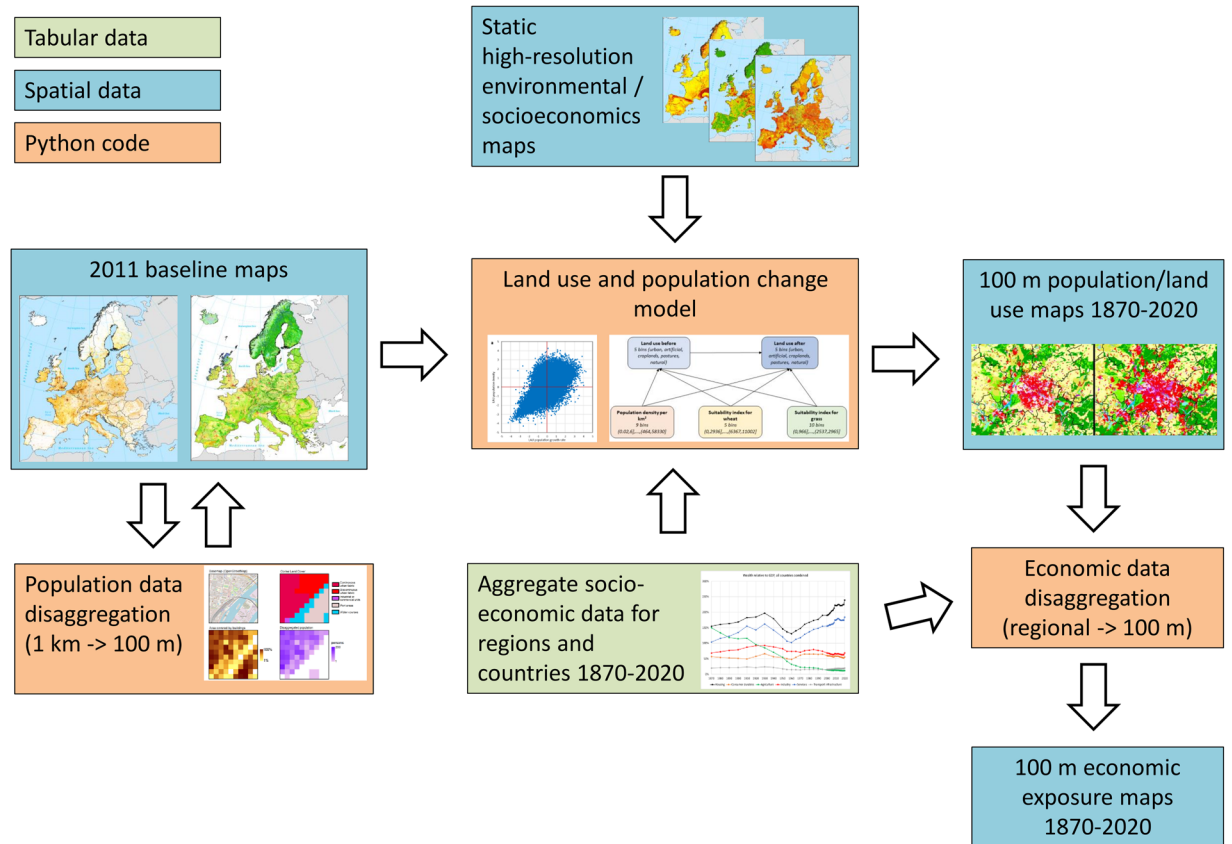 Tabular data
Spatial data
Python code
Static
high-resolution
environmental /
socioeconomics
maps
2011 baseline maps
Land use and population change
model
Land use before
5 bins (urban, artificial,
croplands, pastures,
natural)
Land use after
5 bins (urban, artificial,
croplands, pastures,
natural)
Population density per
km²
9 bins
Suitability index for
wheat
5 bins
Suitability index for
grass
10 bins
100 m population/land
use maps 1870-2020
Population data
disaggregation
(1 km -> 100 m)
Aggregate socio-
economic data for
regions and
countries 1870-2020
Economic data
disaggregation
(regional -> 100 m)
100 m economic
exposure maps
1870-2020